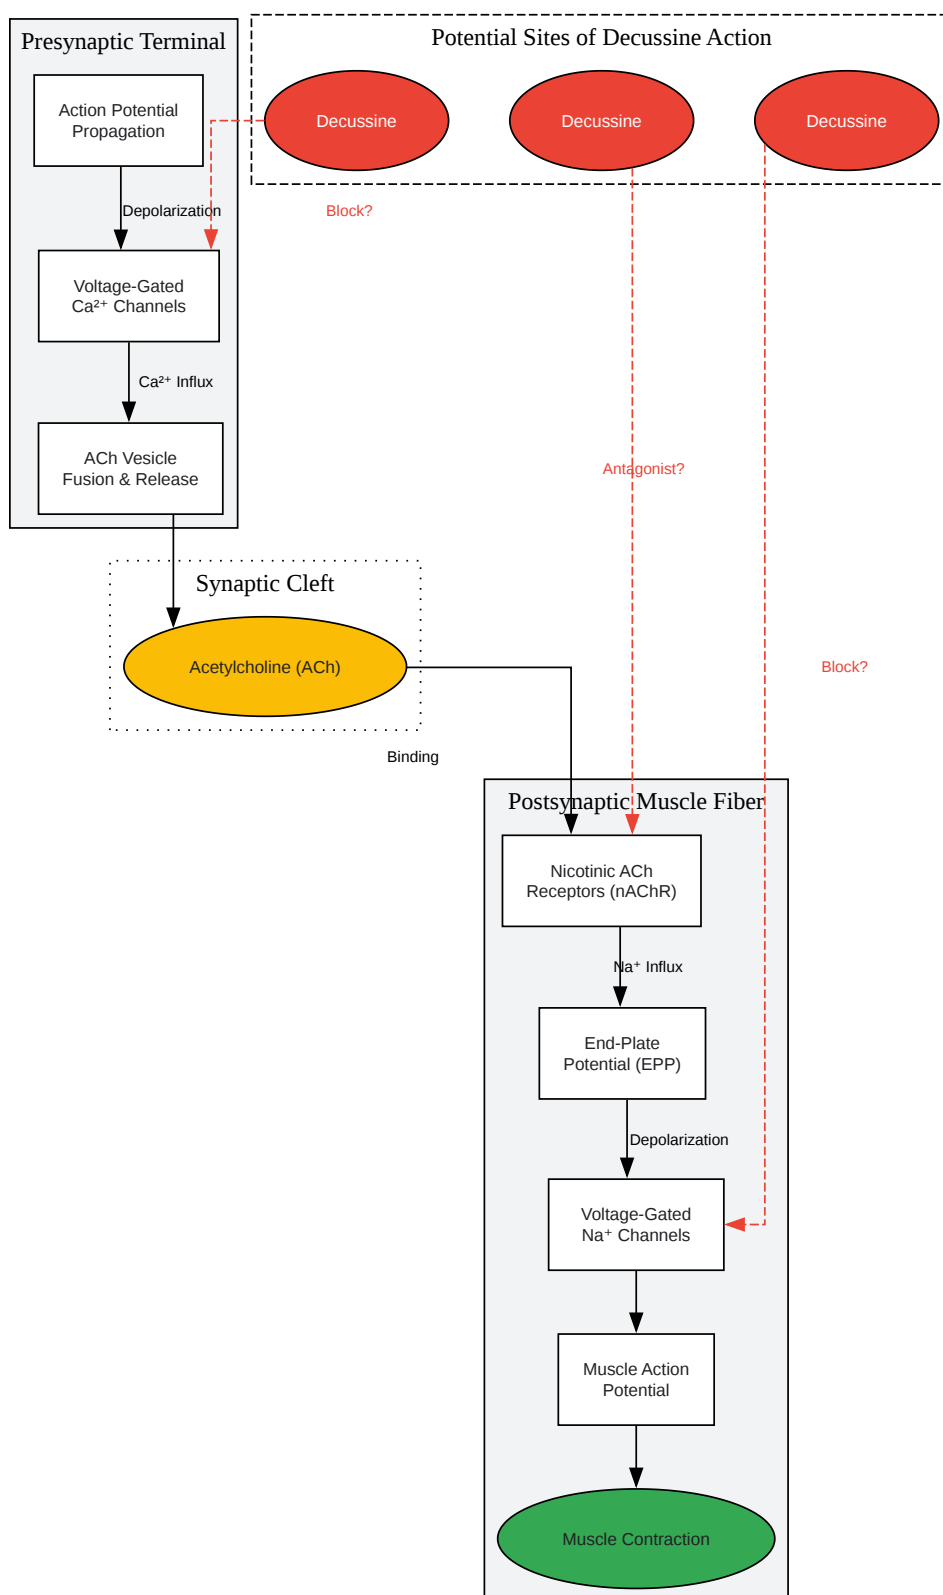 Presynaptic Terminal
Potential Sites of Decussine Action
Action Potential
Propagation
Decussine
Decussine
Decussine
Depolarization
Block?
Voltage-Gated
Ca²⁺ Channels
Ca²⁺ Influx
ACh Vesicle
Fusion & Release
Antagonist?
Synaptic Cleft
Acetylcholine (ACh)
Block?
Binding
Postsynaptic Muscle Fiber
Nicotinic ACh
Receptors (nAChR)
Na⁺ Influx
End-Plate
Potential (EPP)
Depolarization
Voltage-Gated
Na⁺ Channels
Muscle Action
Potential
Muscle Contraction